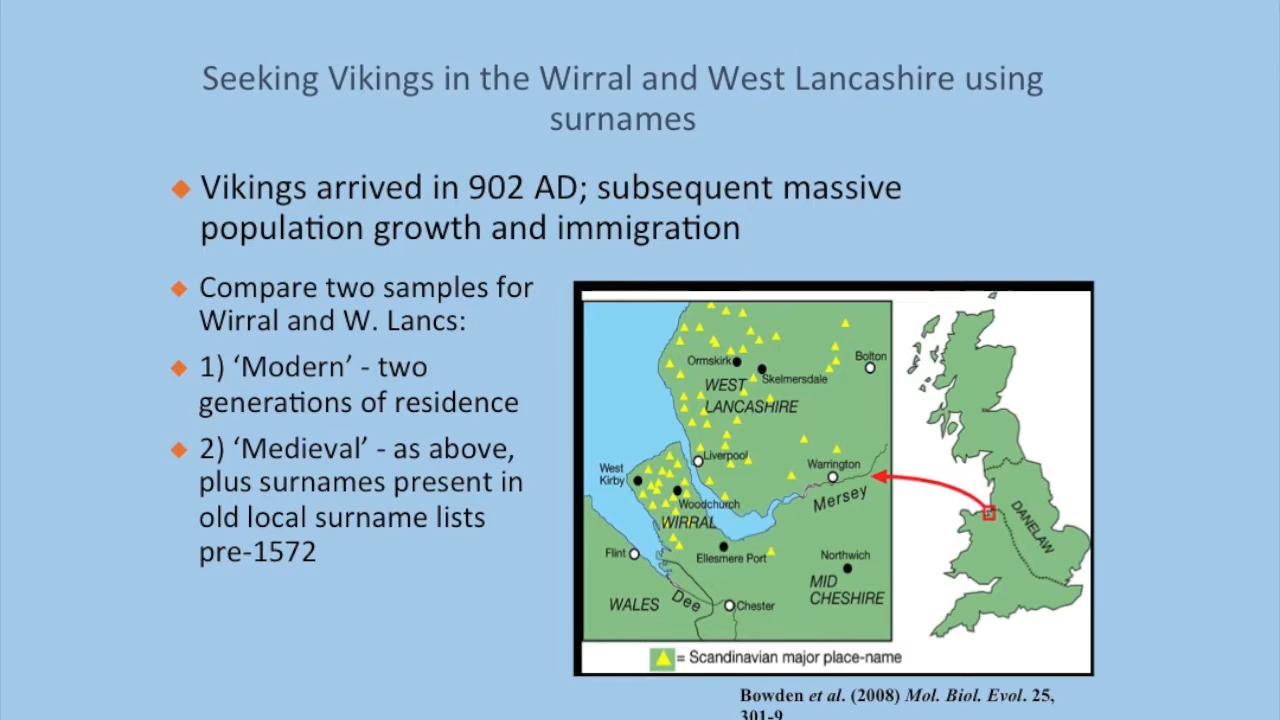 Seeking Vikings in the Wirral and West Lancashire using
surnames
Vikings arrived in 902 AD; subsequent massive
population growth and immigration
Compare two samples for
Wirral and W. Lancs:
1) ‘Modern’ - two
generations of residence
2) ‘Medieval’ - as above,
plus surnames present in
old local surname lists
pre-1572
Ormskirk
Bolton
Skelmersdale
WEST
LANCASHIRE
Liverpool
Warrington
West
Kirby
Mersey
Woodchurch
WIRRAL
Flint
Ellesmere Port
Northwich
MID
CHESHIRE
WALES
Dee
Chester
DANELAW
= Scandinavian major place-name
Bowden et al. (2008) Mol. Biol. Evol. 25,
301-9